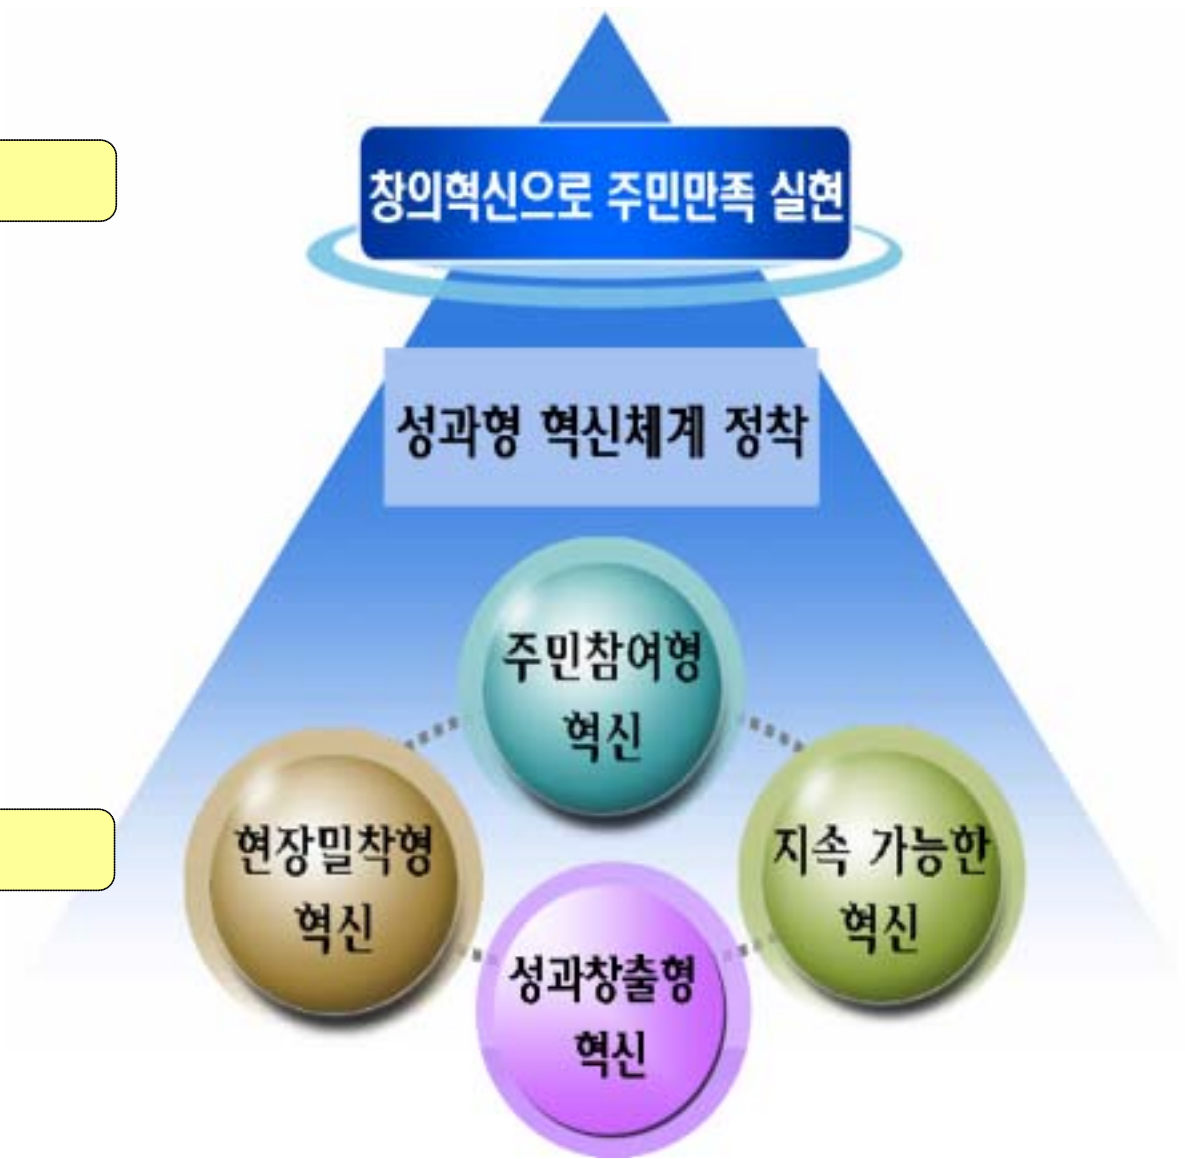 창의혁신으로 주민만족 실현
성과형 혁신체계 정착
주민참여형
혁신
현장밀착형
혁신
지속 가능한
혁신
성과창출형
혁신